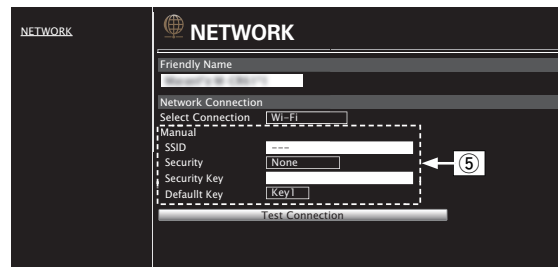 NETWORK
NETWORK
Friendly Name
Network Connection
Select Connection Wi-Fi
Manual
SSID ---
Security None
Security Key
Defaullt Key Key1
⑤
Test Connection